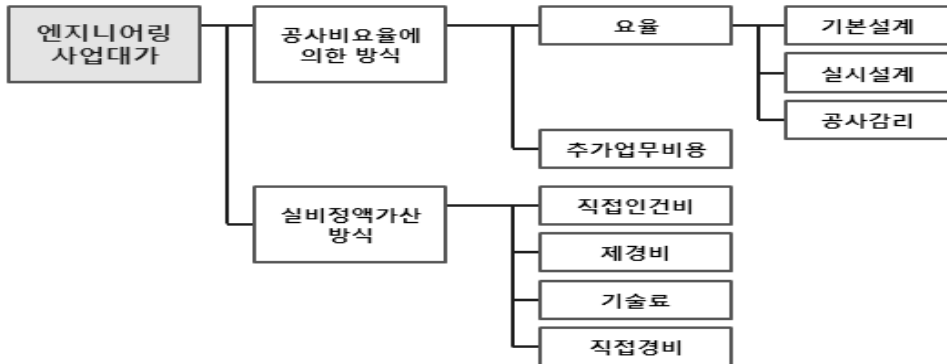 엔지니어링
사업대가
공사비요율에
의한 방식
요율
기본설계
실시설계
공사감리
추가업무비용
실비정액가산
방식
직접인건비
제경비
기술료
직접경비